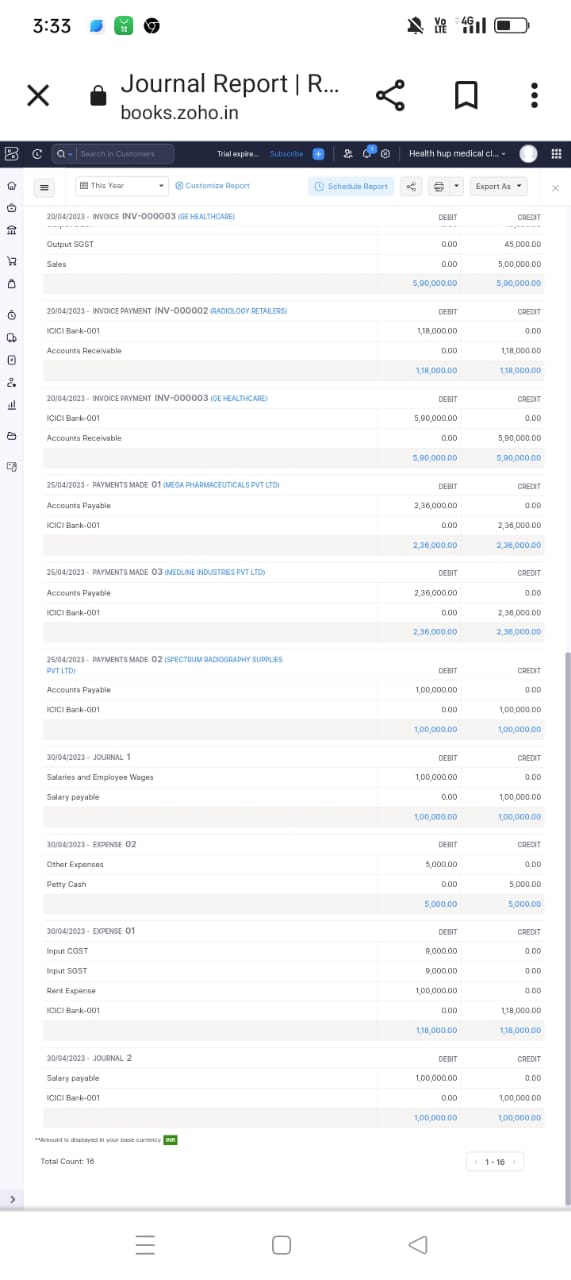 3:33
Vo LTE 4G
Journal Report | R...
books.zoho.in
Search in Customers
Trial expire...
Subscribe
1
Health hup medical cl...
This Year
Customize Report
Schedule Report
Export As
20/04/2023 - INVOICE INV-000003 (GE HEALTHCARE) DEBIT CREDIT
Output SGST 0.00 45,000.00
Sales 0.00 5,00,000.00
5,90,000.00 5,90,000.00
20/04/2023 - INVOICE PAYMENT INV-000002 (RADIOLOGY RETAILERS) DEBIT CREDIT
ICICI Bank-001 1,18,000.00 0.00
Accounts Receivable 0.00 1,18,000.00
1,18,000.00 1,18,000.00
20/04/2023 - INVOICE PAYMENT INV-000003 (GE HEALTHCARE) DEBIT CREDIT
ICICI Bank-001 5,90,000.00 0.00
Accounts Receivable 0.00 5,90,000.00
5,90,000.00 5,90,000.00
25/04/2023 - PAYMENTS MADE 01 (MEGA PHARMACEUTICALS PVT LTD) DEBIT CREDIT
Accounts Payable 2,36,000.00 0.00
ICICI Bank-001 0.00 2,36,000.00
2,36,000.00 2,36,000.00
25/04/2023 - PAYMENTS MADE 03 (MEDLINE INDUSTRIES PVT LTD) DEBIT CREDIT
Accounts Payable 2,36,000.00 0.00
ICICI Bank-001 0.00 2,36,000.00
2,36,000.00 2,36,000.00
25/04/2023 - PAYMENTS MADE 02 (SPECTRUM RADIOGRAPHY SUPPLIES
PVT LTD) DEBIT CREDIT
Accounts Payable 1,00,000.00 0.00
ICICI Bank-001 0.00 1,00,000.00
1,00,000.00 1,00,000.00
30/04/2023 - JOURNAL 1 DEBIT CREDIT
Salaries and Employee Wages 1,00,000.00 0.00
Salary payable 0.00 1,00,000.00
1,00,000.00 1,00,000.00
30/04/2023 - EXPENSE 02 DEBIT CREDIT
Other Expenses 5,000.00 0.00
Petty Cash 0.00 5,000.00
5,000.00 5,000.00
30/04/2023 - EXPENSE 01 DEBIT CREDIT
Input CGST 9,000.00 0.00
Input SGST 9,000.00 0.00
Rent Expense 1,00,000.00 0.00
ICICI Bank-001 0.00 1,18,000.00
1,18,000.00 1,18,000.00
30/04/2023 - JOURNAL 2 DEBIT CREDIT
Salary payable 1,00,000.00 0.00
ICICI Bank-001 0.00 1,00,000.00
1,00,000.00 1,00,000.00
**Amount is displayed in your base currency INR
Total Count: 16 1 - 16